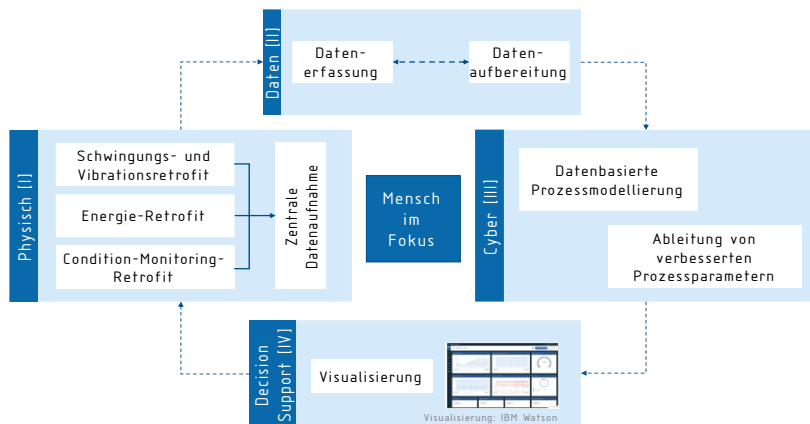 Daten [II]
Daten-
erfassung
Daten-
aufbereitung
Physisch [I]
Schwingungs- und
Vibrationsretrofit
Energie-Retrofit
Condition-Monitoring-
Retrofit
Zentrale
Datenaufnahme
Mensch
im
Fokus
Cyber [III]
Datenbasierte
Prozessmodellierung
Ableitung von
verbesserten
Prozessparametern
Decision
Support [IV]
Visualisierung
Visualisierung: IBM Watson